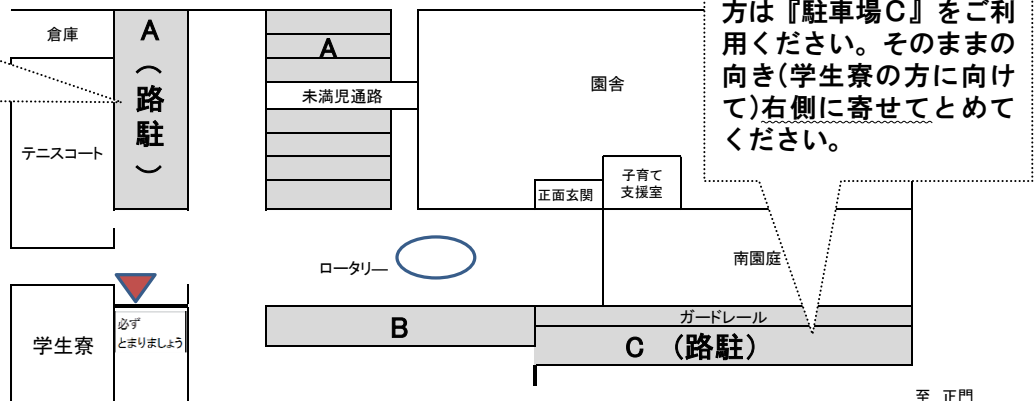 方は『駐車場C』をご利
用ください。そのままの
向き(学生寮の方に向け
て)右側に寄せてとめて
ください。
倉庫
A
(路駐)
A
未満児通路
園舎
テニスコート
正面玄関
子育て
支援室
ロータリー
南園庭
必ず
とまりましょう
学生寮
B
ガードレール
C (路駐)
至 正門